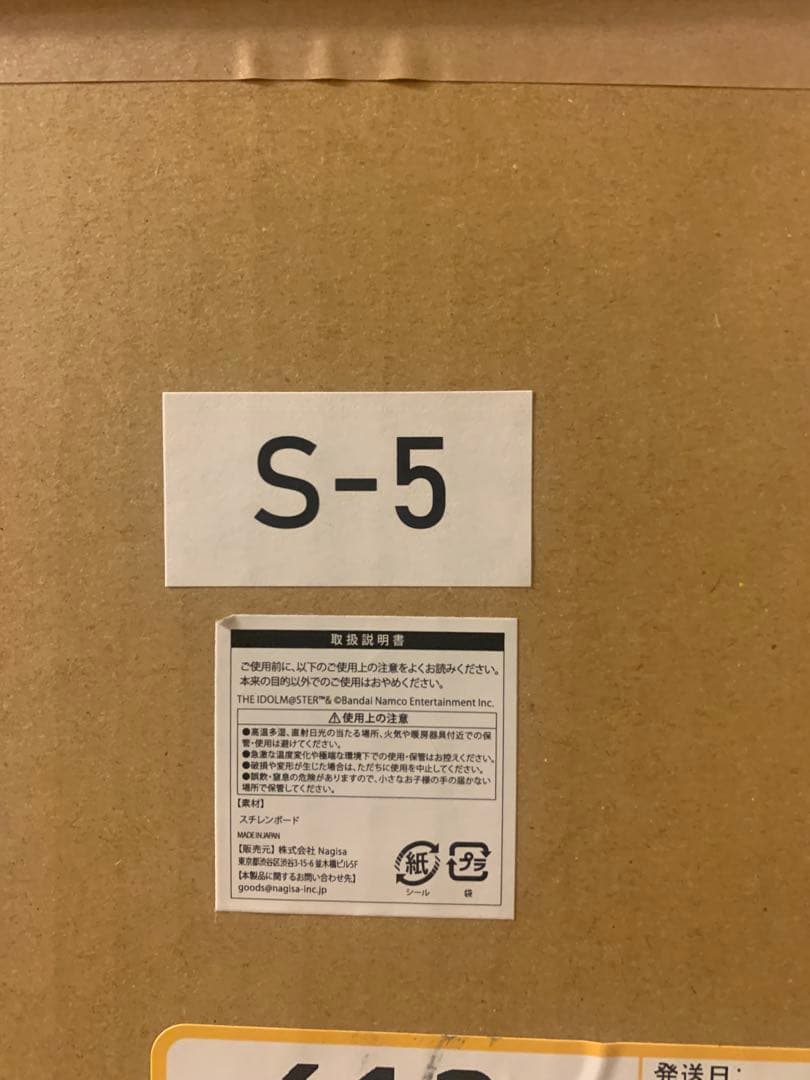 S-5
取扱説明書
ご使用前に、以下のご使用上の注意をよくお読みください。
本来の目的以外でのご使用はおやめください。
THE IDOLM@STER™& ©Bandai Namco Entertainment Inc.
⚠使用上の注意
●高温多湿、直射日光の当たる場所、火気や暖房器具付近での保
管・使用は避けてください。
●急激な温度変化や極端な環境下での使用・保管はお控えください。
●破損や変形が生じた場合は、ただちに使用を中止してください。
●誤飲・窒息の危険がありますので、小さなお子様の手の届かない
場所で保管してください。
【素材】
スチレンボード
MADE IN JAPAN
【販売元】株式会社 Nagisa
東京都渋谷区渋谷3-15-6 並木橋ビル5F
【本製品に関するお問い合わせ先】
goods@nagisa-inc.jp
紙
シール
プラ
袋
発送日: